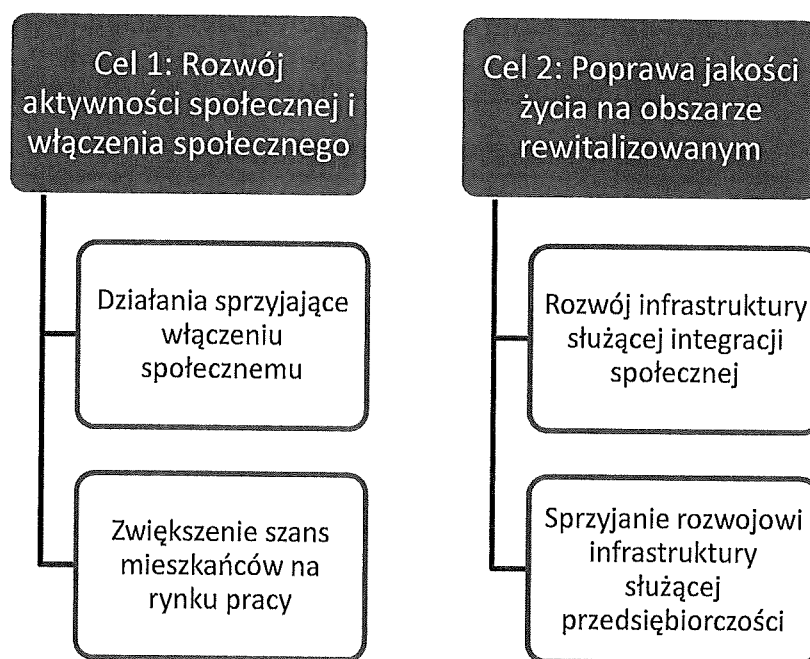 Cel 1: Rozwój
aktywności społecznej i
włączenia społecznego
Działania sprzyjające
włączeniu
społecznemu
Zwiększenie szans
mieszkańców na
rynku pracy
Cel 2: Poprawa jakości
życia na obszarze
rewitalizowanym
Rozwój infrastruktury
służącej integracji
społecznej
Sprzyjanie rozwojowi
infrastruktury
służącej
przedsiębiorczości